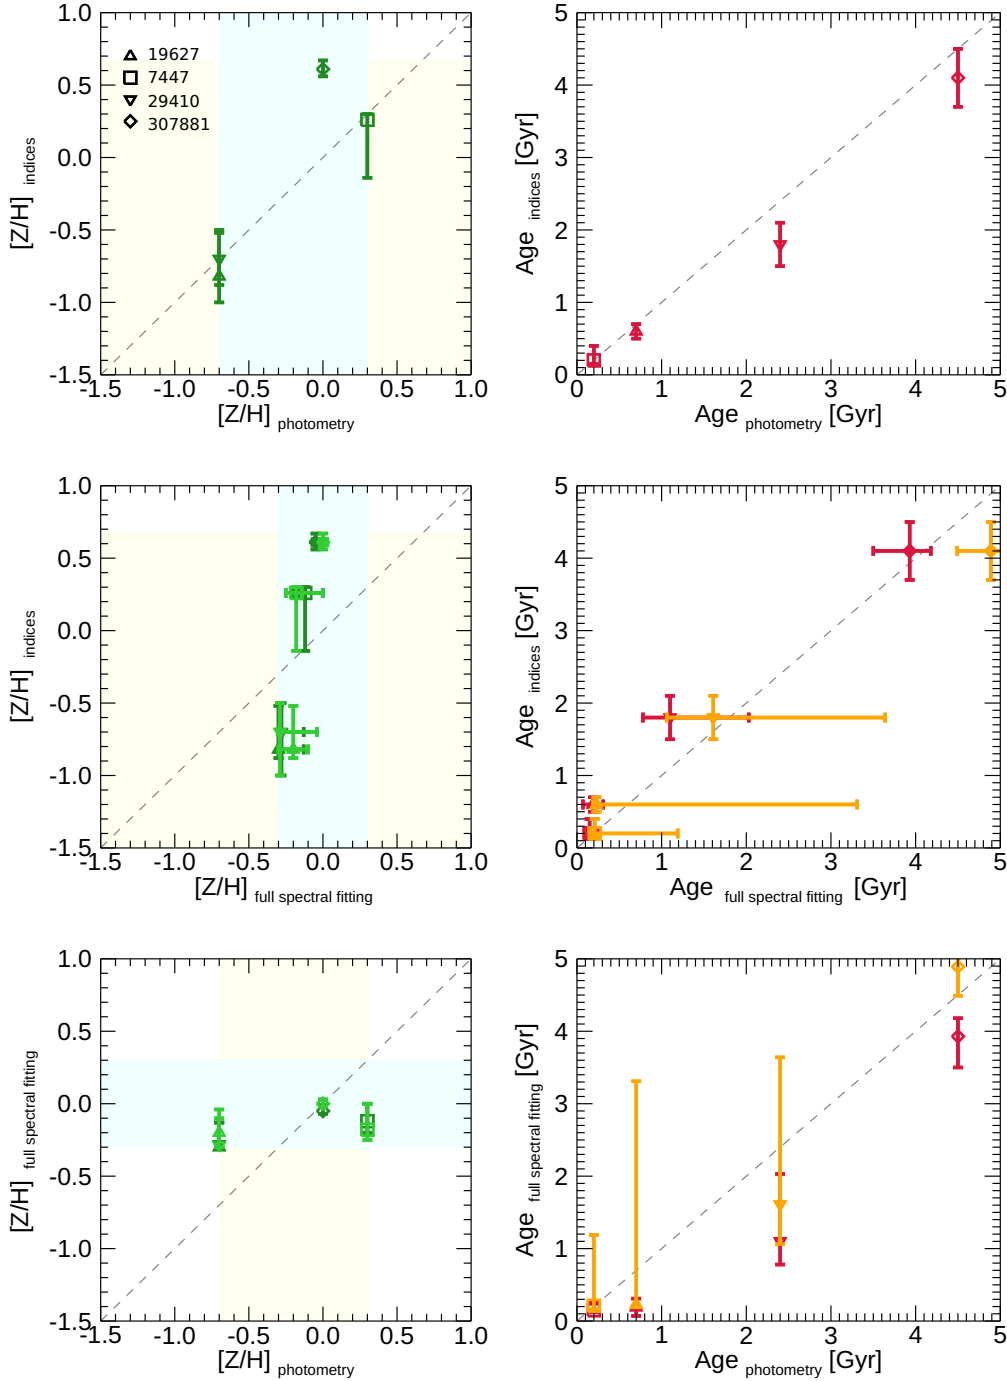 1.0
0.5
0.0
-0.5
-1.0
-1.5
[Z/H] indices
19627
7447
29410
307881
-1.5 -1.0 -0.5 0.0 0.5 1.0
[Z/H] photometry
5
4
3
2
1
0
Age indices [Gyr]
0 1 2 3 4 5
Age photometry [Gyr]
1.0
0.5
0.0
-0.5
-1.0
-1.5
[Z/H] indices
-1.5 -1.0 -0.5 0.0 0.5 1.0
[Z/H] full spectral fitting
5
4
3
2
1
0
Age indices [Gyr]
0 1 2 3 4 5
Age full spectral fitting [Gyr]
1.0
0.5
0.0
-0.5
-1.0
-1.5
[Z/H] full spectral fitting
-1.5 -1.0 -0.5 0.0 0.5 1.0
[Z/H] photometry
5
4
3
2
1
0
Age full spectral fitting [Gyr]
0 1 2 3 4 5
Age photometry [Gyr]